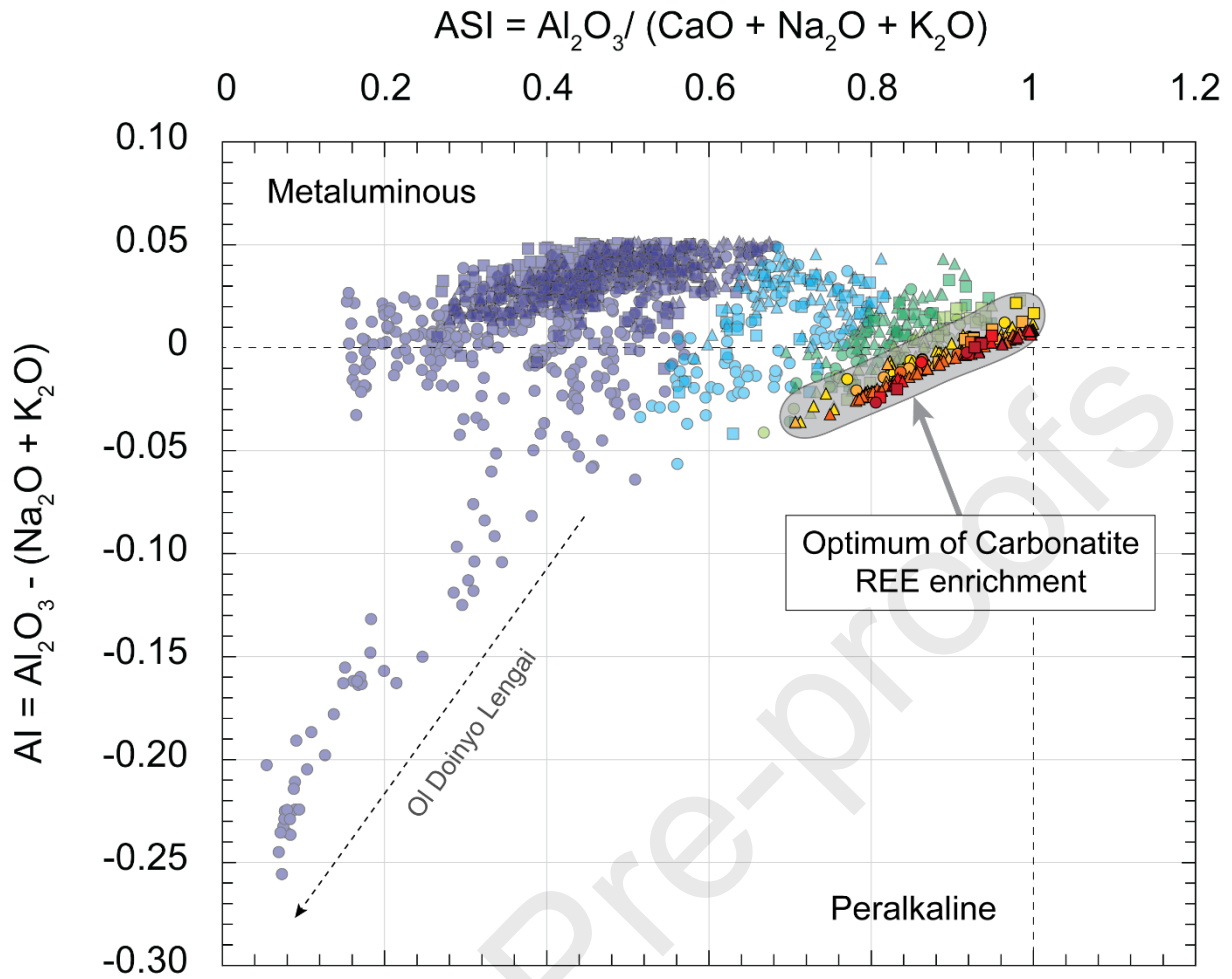 ASI = Al₂O₃/ (CaO + Na₂O + K₂O)
0 0.2 0.4 0.6 0.8 1 1.2
0.10
Metaluminous
0.05
0
-0.05
-0.10
Optimum of Carbonatite
REE enrichment
-0.15
Ol Doinyo Lengai
-0.20
-0.25
Peralkaline
-0.30
AI = Al₂O₃ - (Na₂O + K₂O)
Pre-proofs